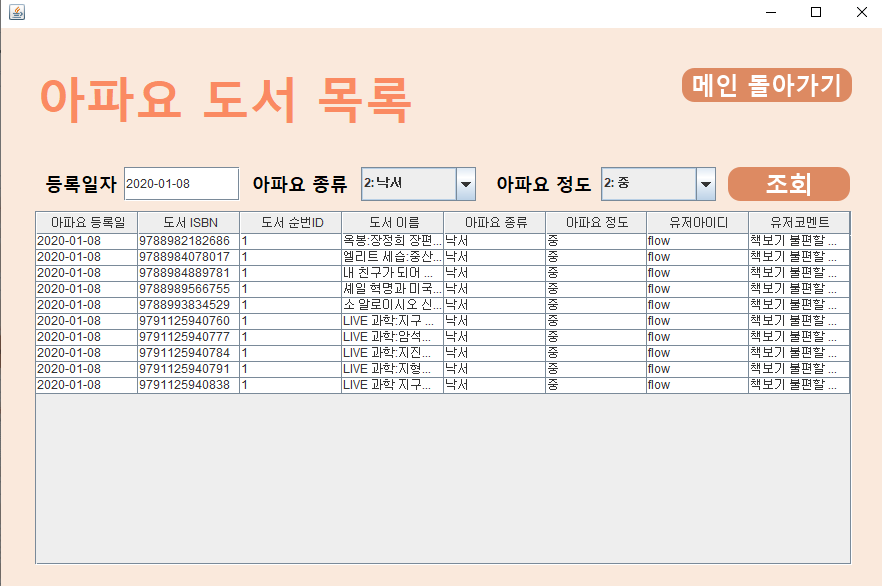 아파요 도서 목록
메인 돌아가기
등록일자 2020-01-08 아파요 종류 2: 낙서 아파요 정도 2: 중 조회
아파요 등록일 도서 ISBN 도서 순번ID 도서 이름 아파요 종류 아파요 정도 유저아이디 유저코멘트
2020-01-08 9788982182686 1 옥봉:장정희 장편... 낙서 중 flow 책보기 불편할 ...
2020-01-08 9788984078017 1 엘리트 세습:중산... 낙서 중 flow 책보기 불편할 ...
2020-01-08 9788984889781 1 내 친구가 되어 ... 낙서 중 flow 책보기 불편할 ...
2020-01-08 9788989566755 1 셰일 혁명과 미국... 낙서 중 flow 책보기 불편할 ...
2020-01-08 9788993834529 1 소 알로이시오 신... 낙서 중 flow 책보기 불편할 ...
2020-01-08 9791125940760 1 LIVE 과학:지구 ... 낙서 중 flow 책보기 불편할 ...
2020-01-08 9791125940777 1 LIVE 과학:암석... 낙서 중 flow 책보기 불편할 ...
2020-01-08 9791125940784 1 LIVE 과학:지진... 낙서 중 flow 책보기 불편할 ...
2020-01-08 9791125940791 1 LIVE 과학:지형... 낙서 중 flow 책보기 불편할 ...
2020-01-08 9791125940838 1 LIVE 과학 지구... 낙서 중 flow 책보기 불편할 ...